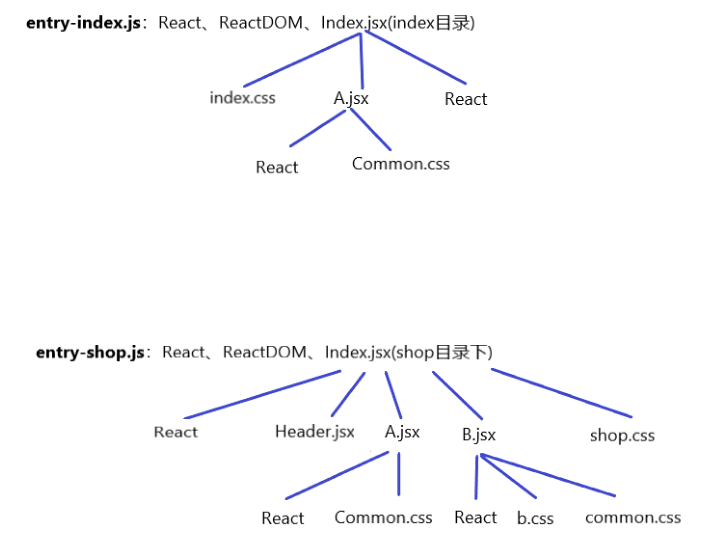 entry-index.js：React、ReactDOM、Index.jsx(index目录)
index.css A.jsx React
React Common.css
entry-shop.js：React、ReactDOM、Index.jsx(shop目录下)
React Header.jsx A.jsx B.jsx shop.css
React Common.css React b.css common.css